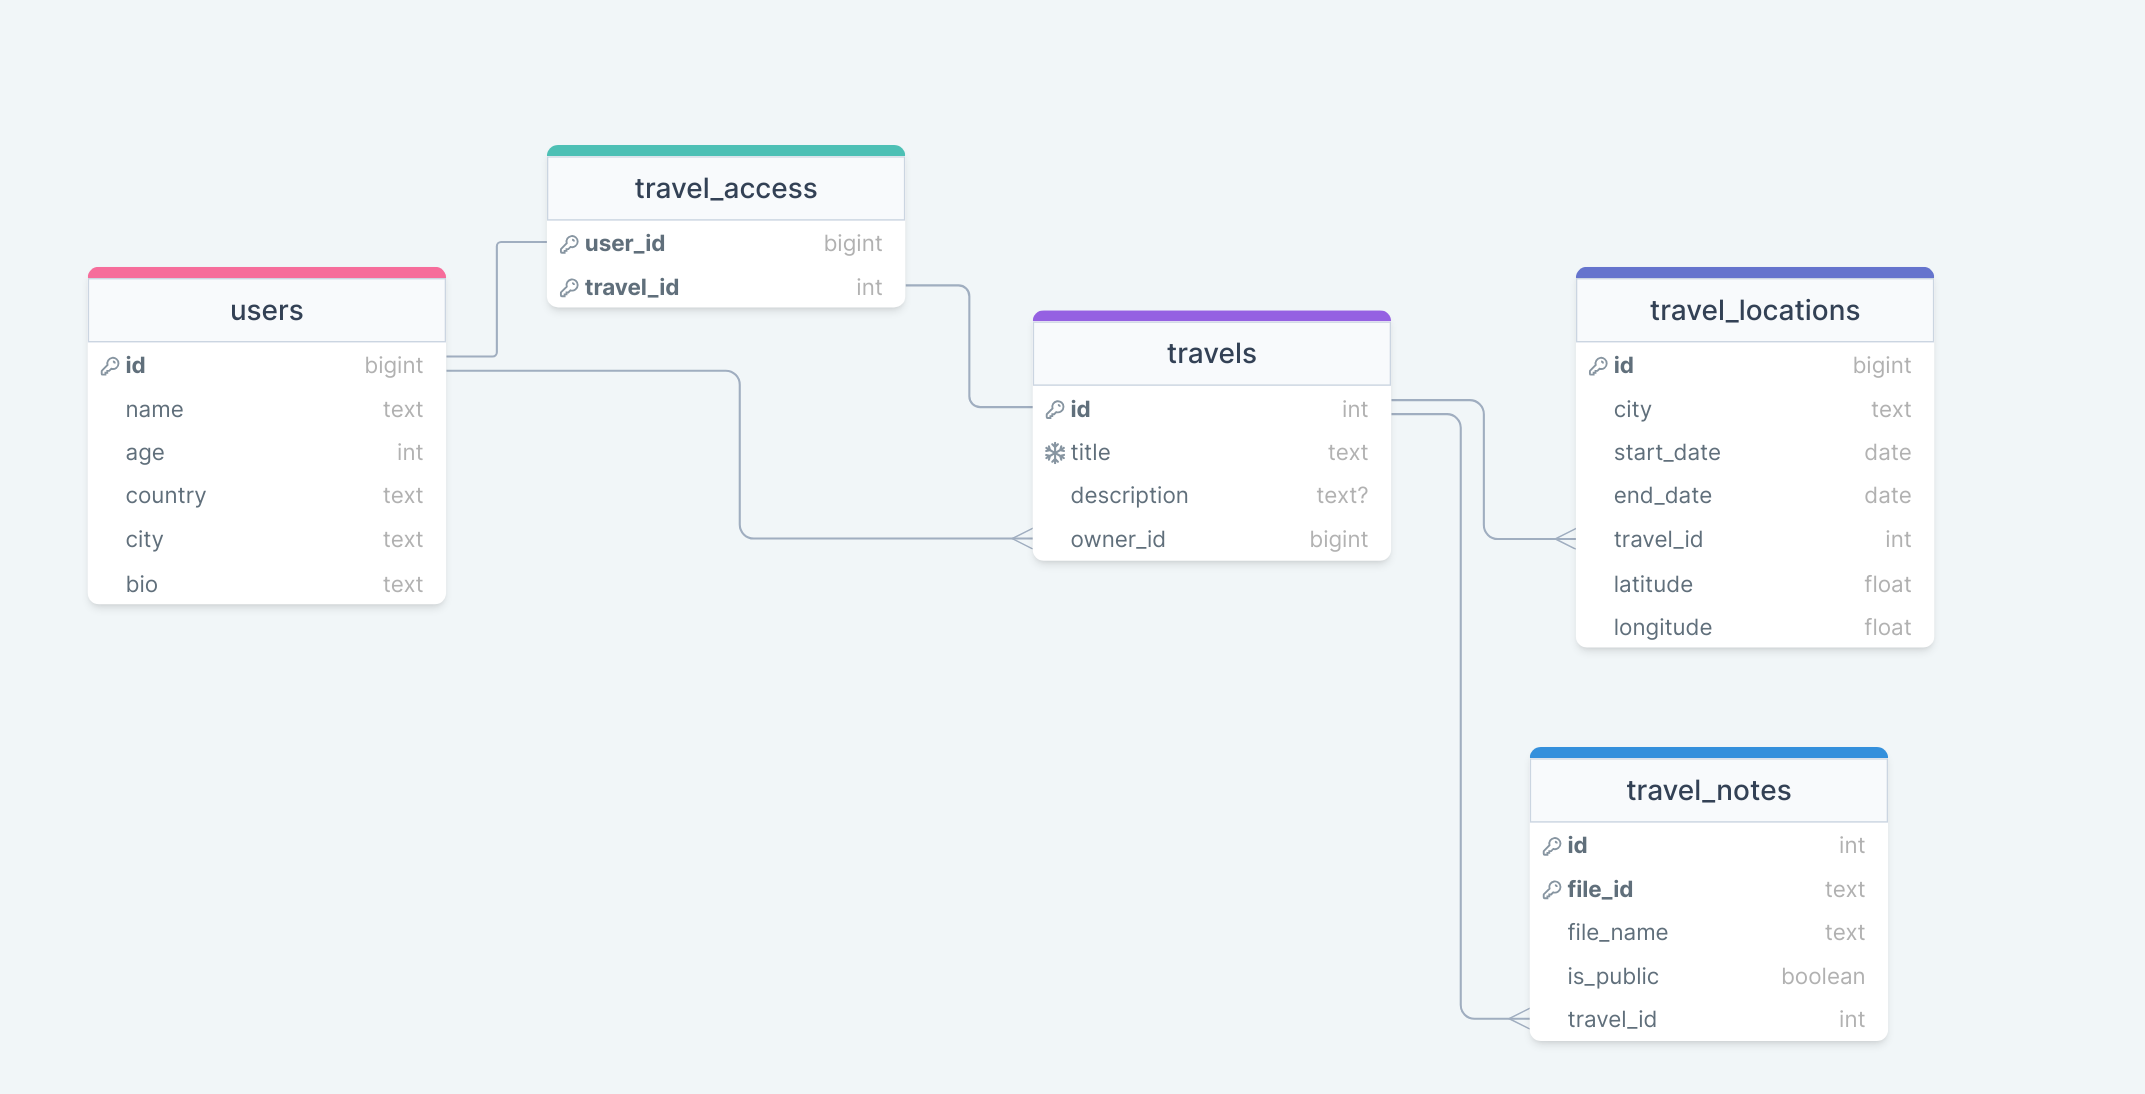 travel_access
user_id bigint
travel_id int
users
id bigint
name text
age int
country text
city text
bio text
travels
id int
title text
description text?
owner_id bigint
travel_locations
id bigint
city text
start_date date
end_date date
travel_id int
latitude float
longitude float
travel_notes
id int
file_id text
file_name text
is_public boolean
travel_id int